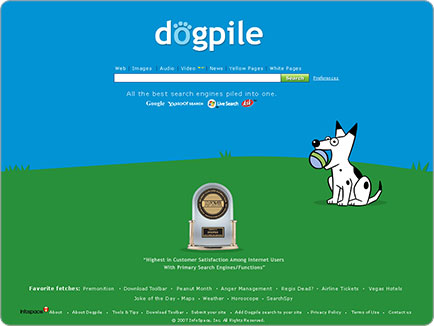 dogpile
Web | Images | Audio | Video | News | Yellow Pages | White Pages
Search Preferences
All the best search engines piled into one.
Google YAHOO! SEARCH Live Search Ask
"Highest in Customer Satisfaction Among Internet Users
With Primary Search Engines/Functions"
Favorite fetches: Premonition • Download Toolbar • Peanut Month • Anger Management • Regis Dead? • Airline Tickets • Vegas Hotels
Joke of the Day • Maps • Weather • Horoscope • SearchSpy
InfoSpace About • About Dogpile • Tools & Tips • Download Toolbar • Submit your site • Add Dogpile search to your site • Privacy Policy • Terms of Use • Contact us
© 2007 InfoSpace, Inc. All Rights Reserved.